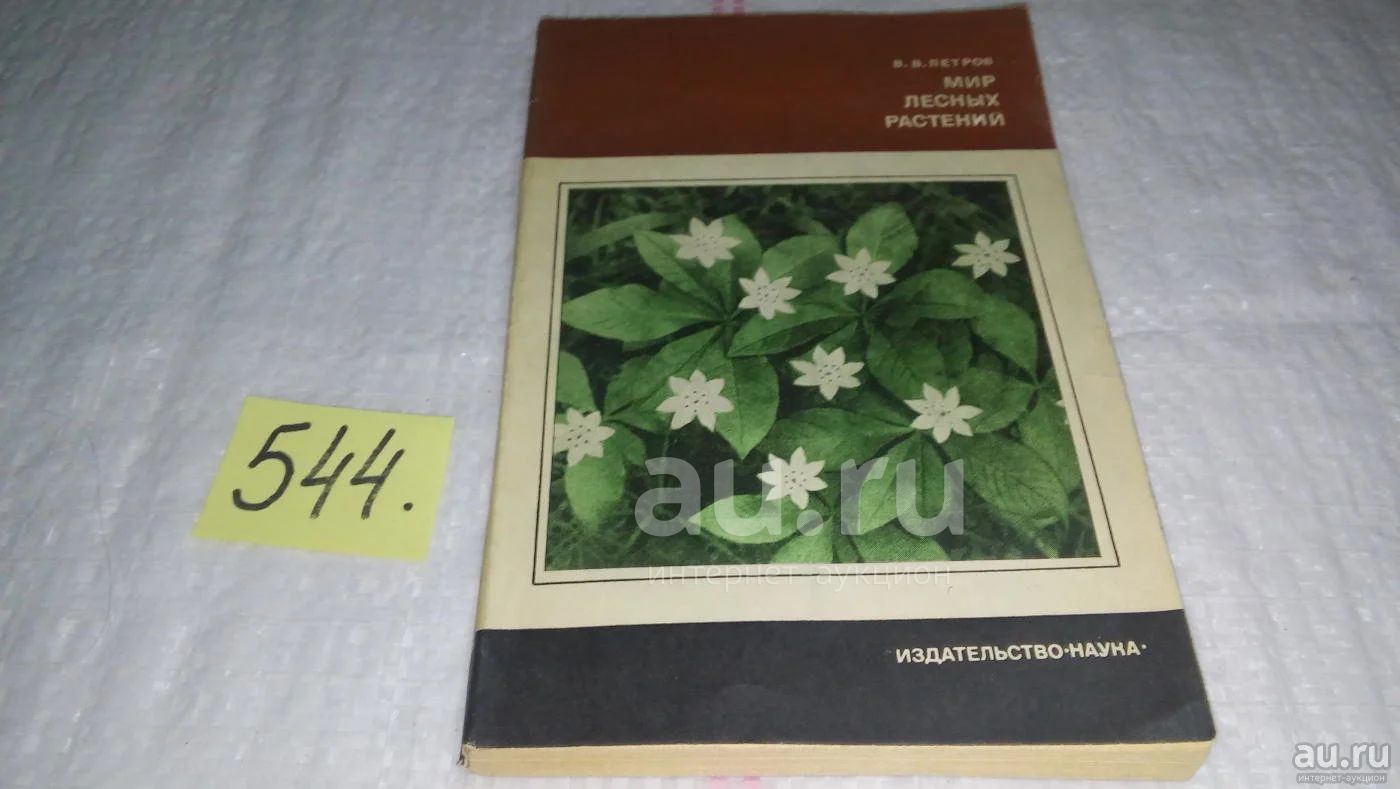 В. В. ПЕТРОВ
МИР
ЛЕСНЫХ
РАСТЕНИЙ
544.
au.ru
интернет-аукцион
ИЗДАТЕЛЬСТВО·НАУКА·
au.ru
интернет-аукцион